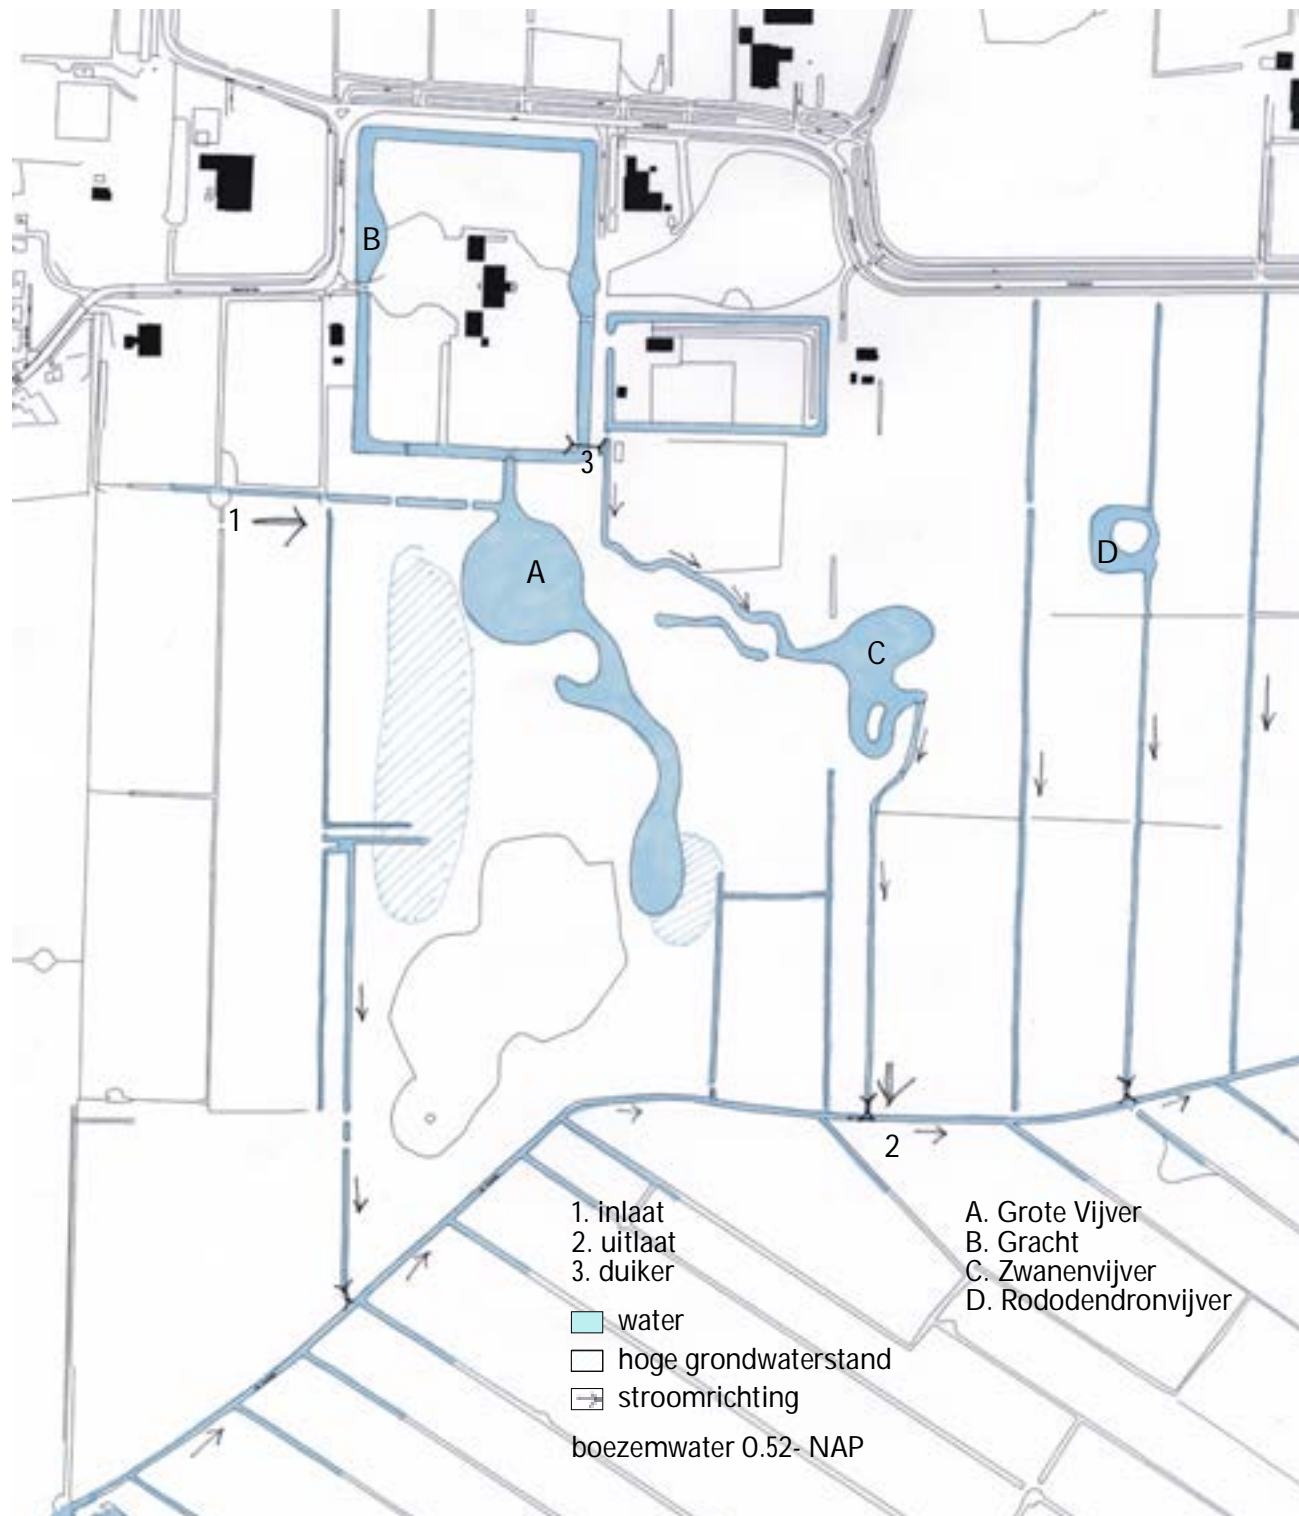 B
3
1
A
D
C
2
1. inlaat
2. uitlaat
3. duiker
water
hoge grondwaterstand
stroomrichting
boezemwater 0.52- NAP
A. Grote Vijver
B. Gracht
C. Zwanenvijver
D. Rododendronvijver